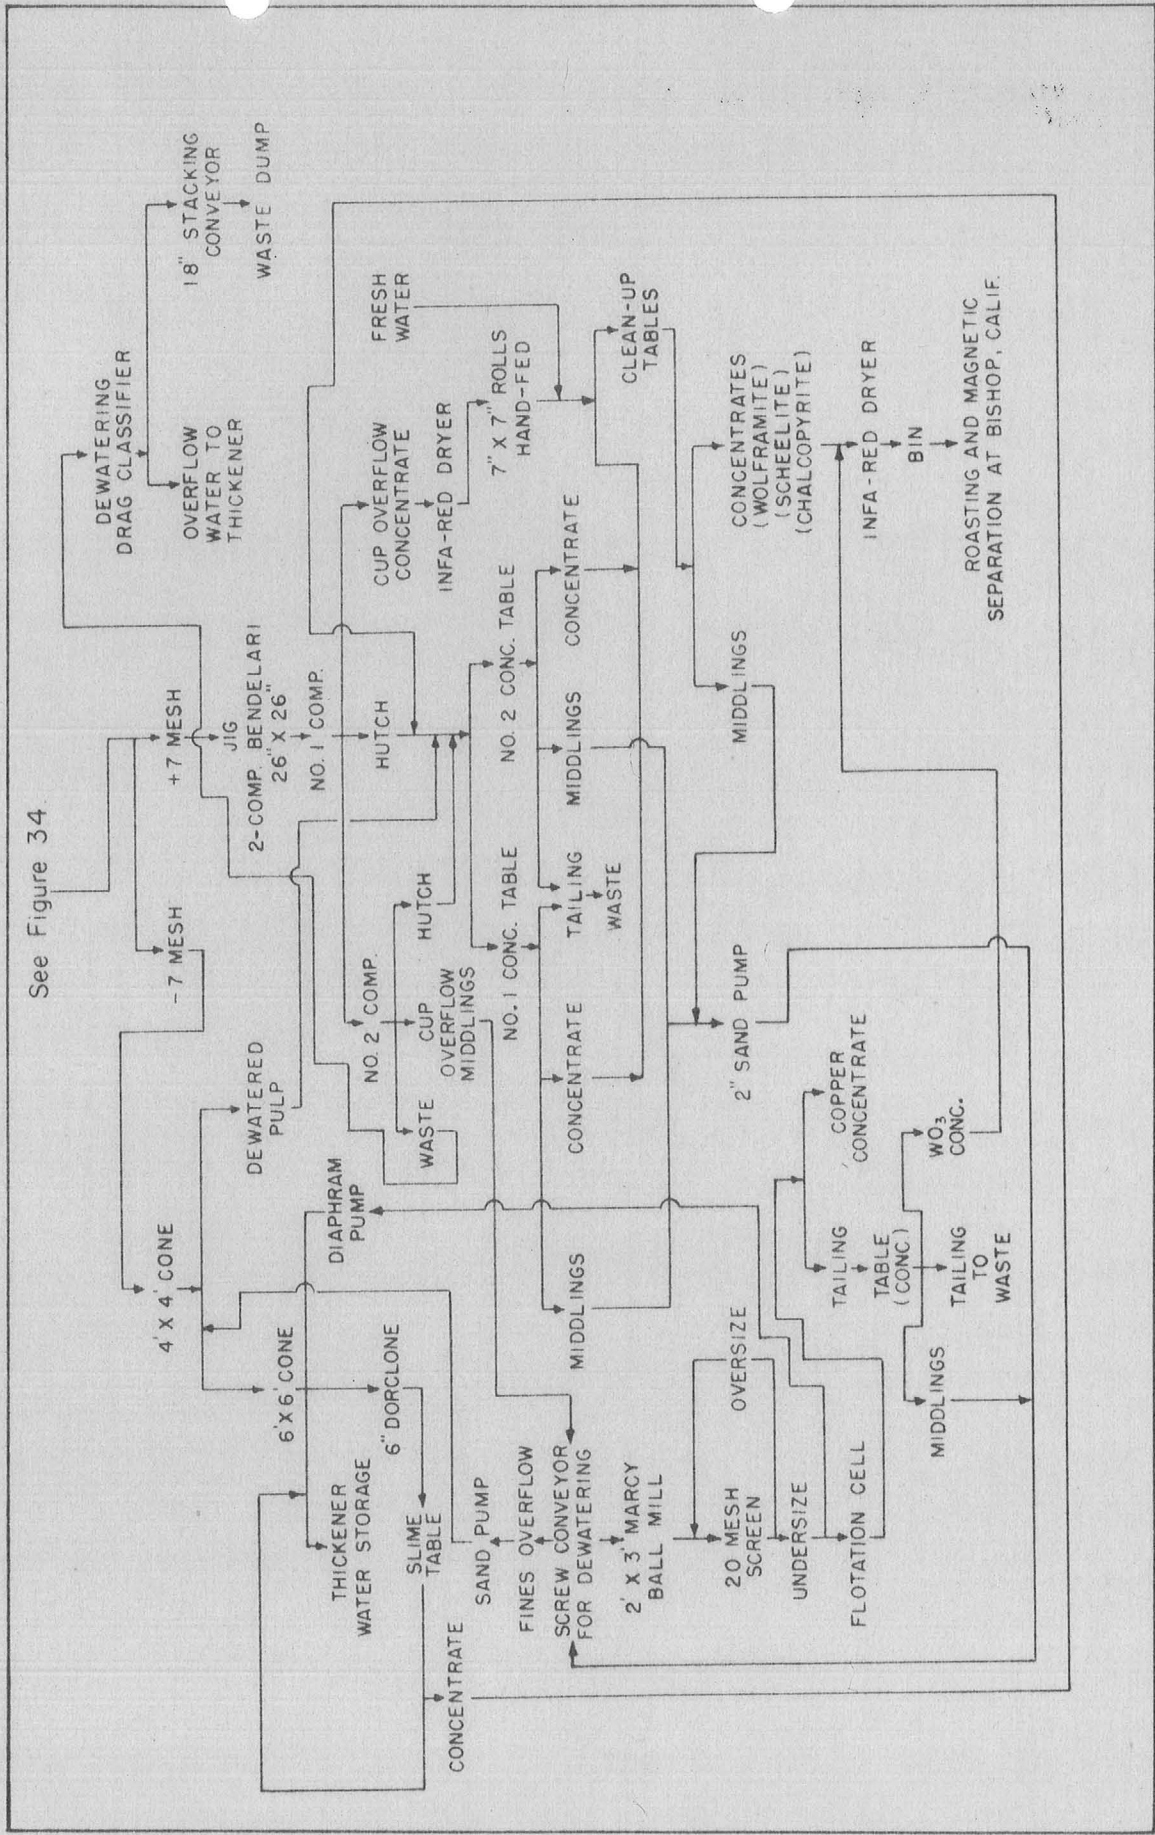 See Figure 34
-7 MESH
+7 MESH
DEWATERING
DRAG CLASSIFIER
OVERFLOW
WATER TO
THICKENER
18" STACKING
CONVEYOR
WASTE DUMP
4' X 4' CONE
DEWATERED
PULP
JIG
2-COMP. BENDELARI
26" X 26"
NO. 1 COMP.
HUTCH
6' X 6' CONE
DIAPHRAM
PUMP
NO. 2 COMP.
CUP
OVERFLOW
MIDDLINGS
WASTE
HUTCH
CUP OVERFLOW
CONCENTRATE
INFA-RED DRYER
7" X 7" ROLLS
HAND-FED
FRESH
WATER
THICKENER
WATER STORAGE
6" DORCLONE
SLIME
TABLE
CONCENTRATE
SAND PUMP
FINES OVERFLOW
SCREW CONVEYOR
FOR DEWATERING
2' X 3' MARCY
BALL MILL
20 MESH
SCREEN
OVERSIZE
UNDERSIZE
FLOTATION CELL
NO. 1 CONC. TABLE
NO. 2 CONC. TABLE
MIDDLINGS
CONCENTRATE
TAILING
WASTE
MIDDLINGS
CONCENTRATE
CLEAN-UP
TABLES
2" SAND PUMP
MIDDLINGS
CONCENTRATES
(WOLFRAMITE)
(SCHEELITE)
(CHALCOPYRITE)
INFA-RED DRYER
BIN
ROASTING AND MAGNETIC
SEPARATION AT BISHOP, CALIF.
TAILING
TABLE
(CONC.)
COPPER
CONCENTRATE
MIDDLINGS
TAILING
TO
WASTE
WO3
CONC.